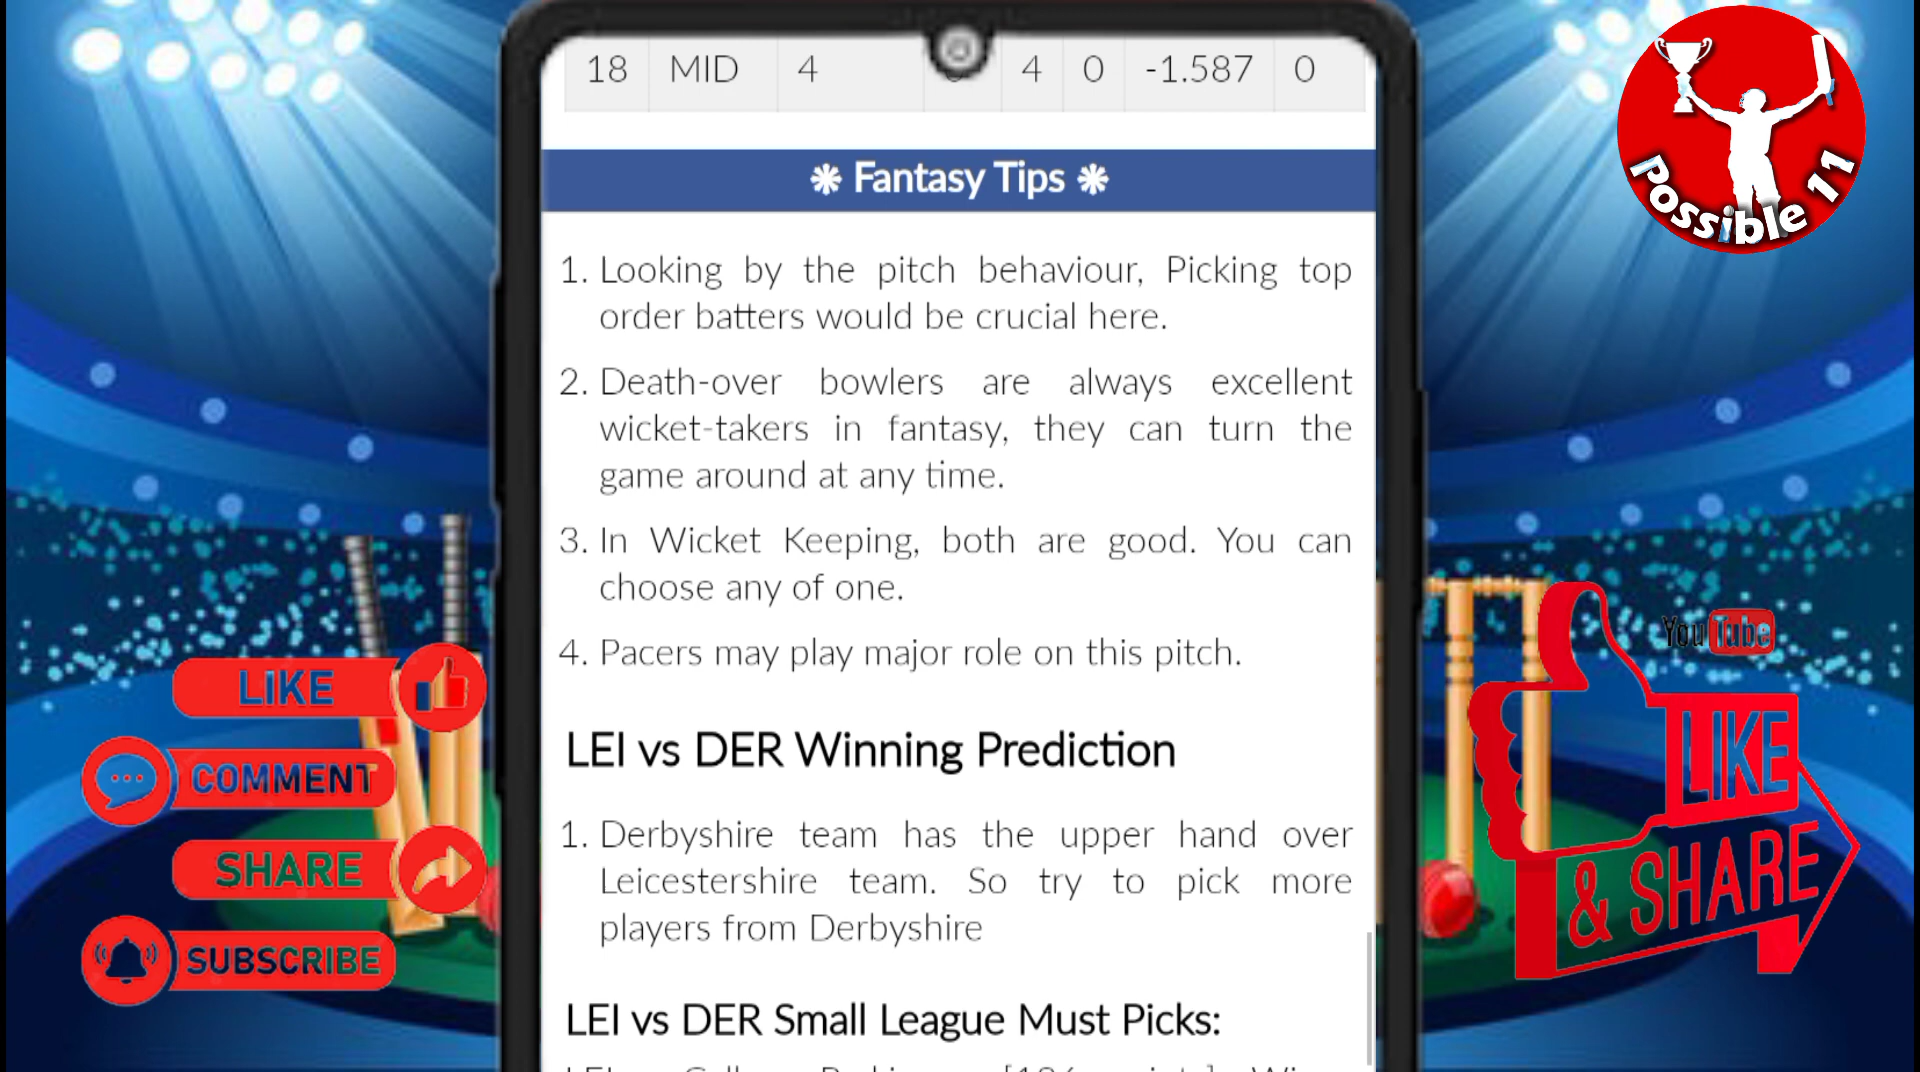 18 MID 4 4 0 -1.587 0
Possible 11
❋ Fantasy Tips ❋
1. Looking by the pitch behaviour, Picking top
order batters would be crucial here.
2. Death-over bowlers are always excellent
wicket-takers in fantasy, they can turn the
game around at any time.
3. In Wicket Keeping, both are good. You can
choose any of one.
4. Pacers may play major role on this pitch.
LEI vs DER Winning Prediction
1. Derbyshire team has the upper hand over
Leicestershire team. So try to pick more
players from Derbyshire
LEI vs DER Small League Must Picks:
LIKE
COMMENT
SHARE
SUBSCRIBE
YouTube
LIKE
& SHARE